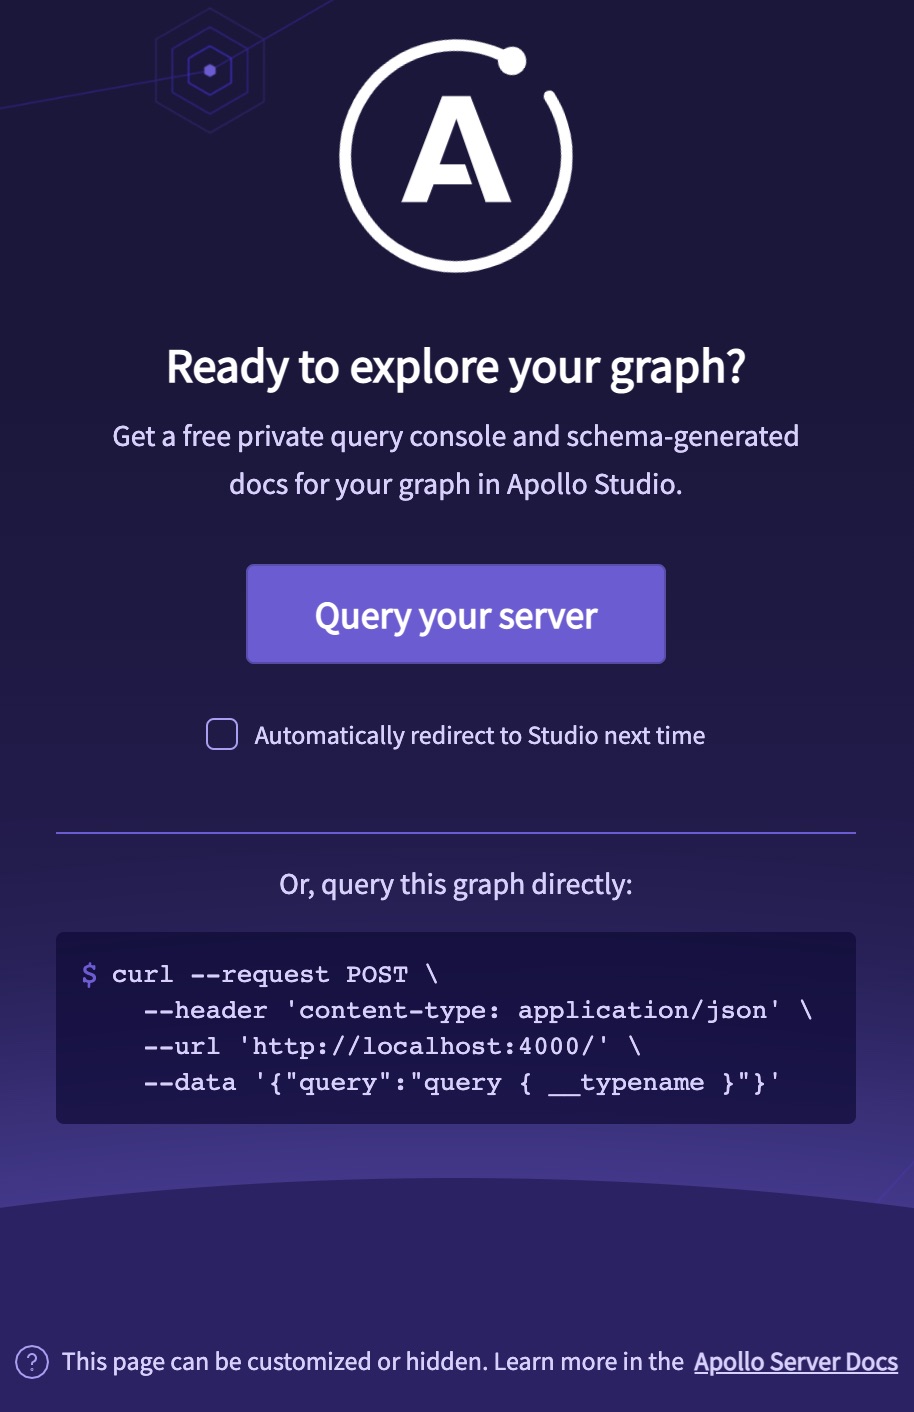 A
Ready to explore your graph?
Get a free private query console and schema-generated
docs for your graph in Apollo Studio.
Query your server
Automatically redirect to Studio next time
Or, query this graph directly:
$ curl --request POST \
--header 'content-type: application/json' \
--url 'http://localhost:4000/' \
--data '{"query":"query { __typename }"}'
? This page can be customized or hidden. Learn more in the Apollo Server Docs